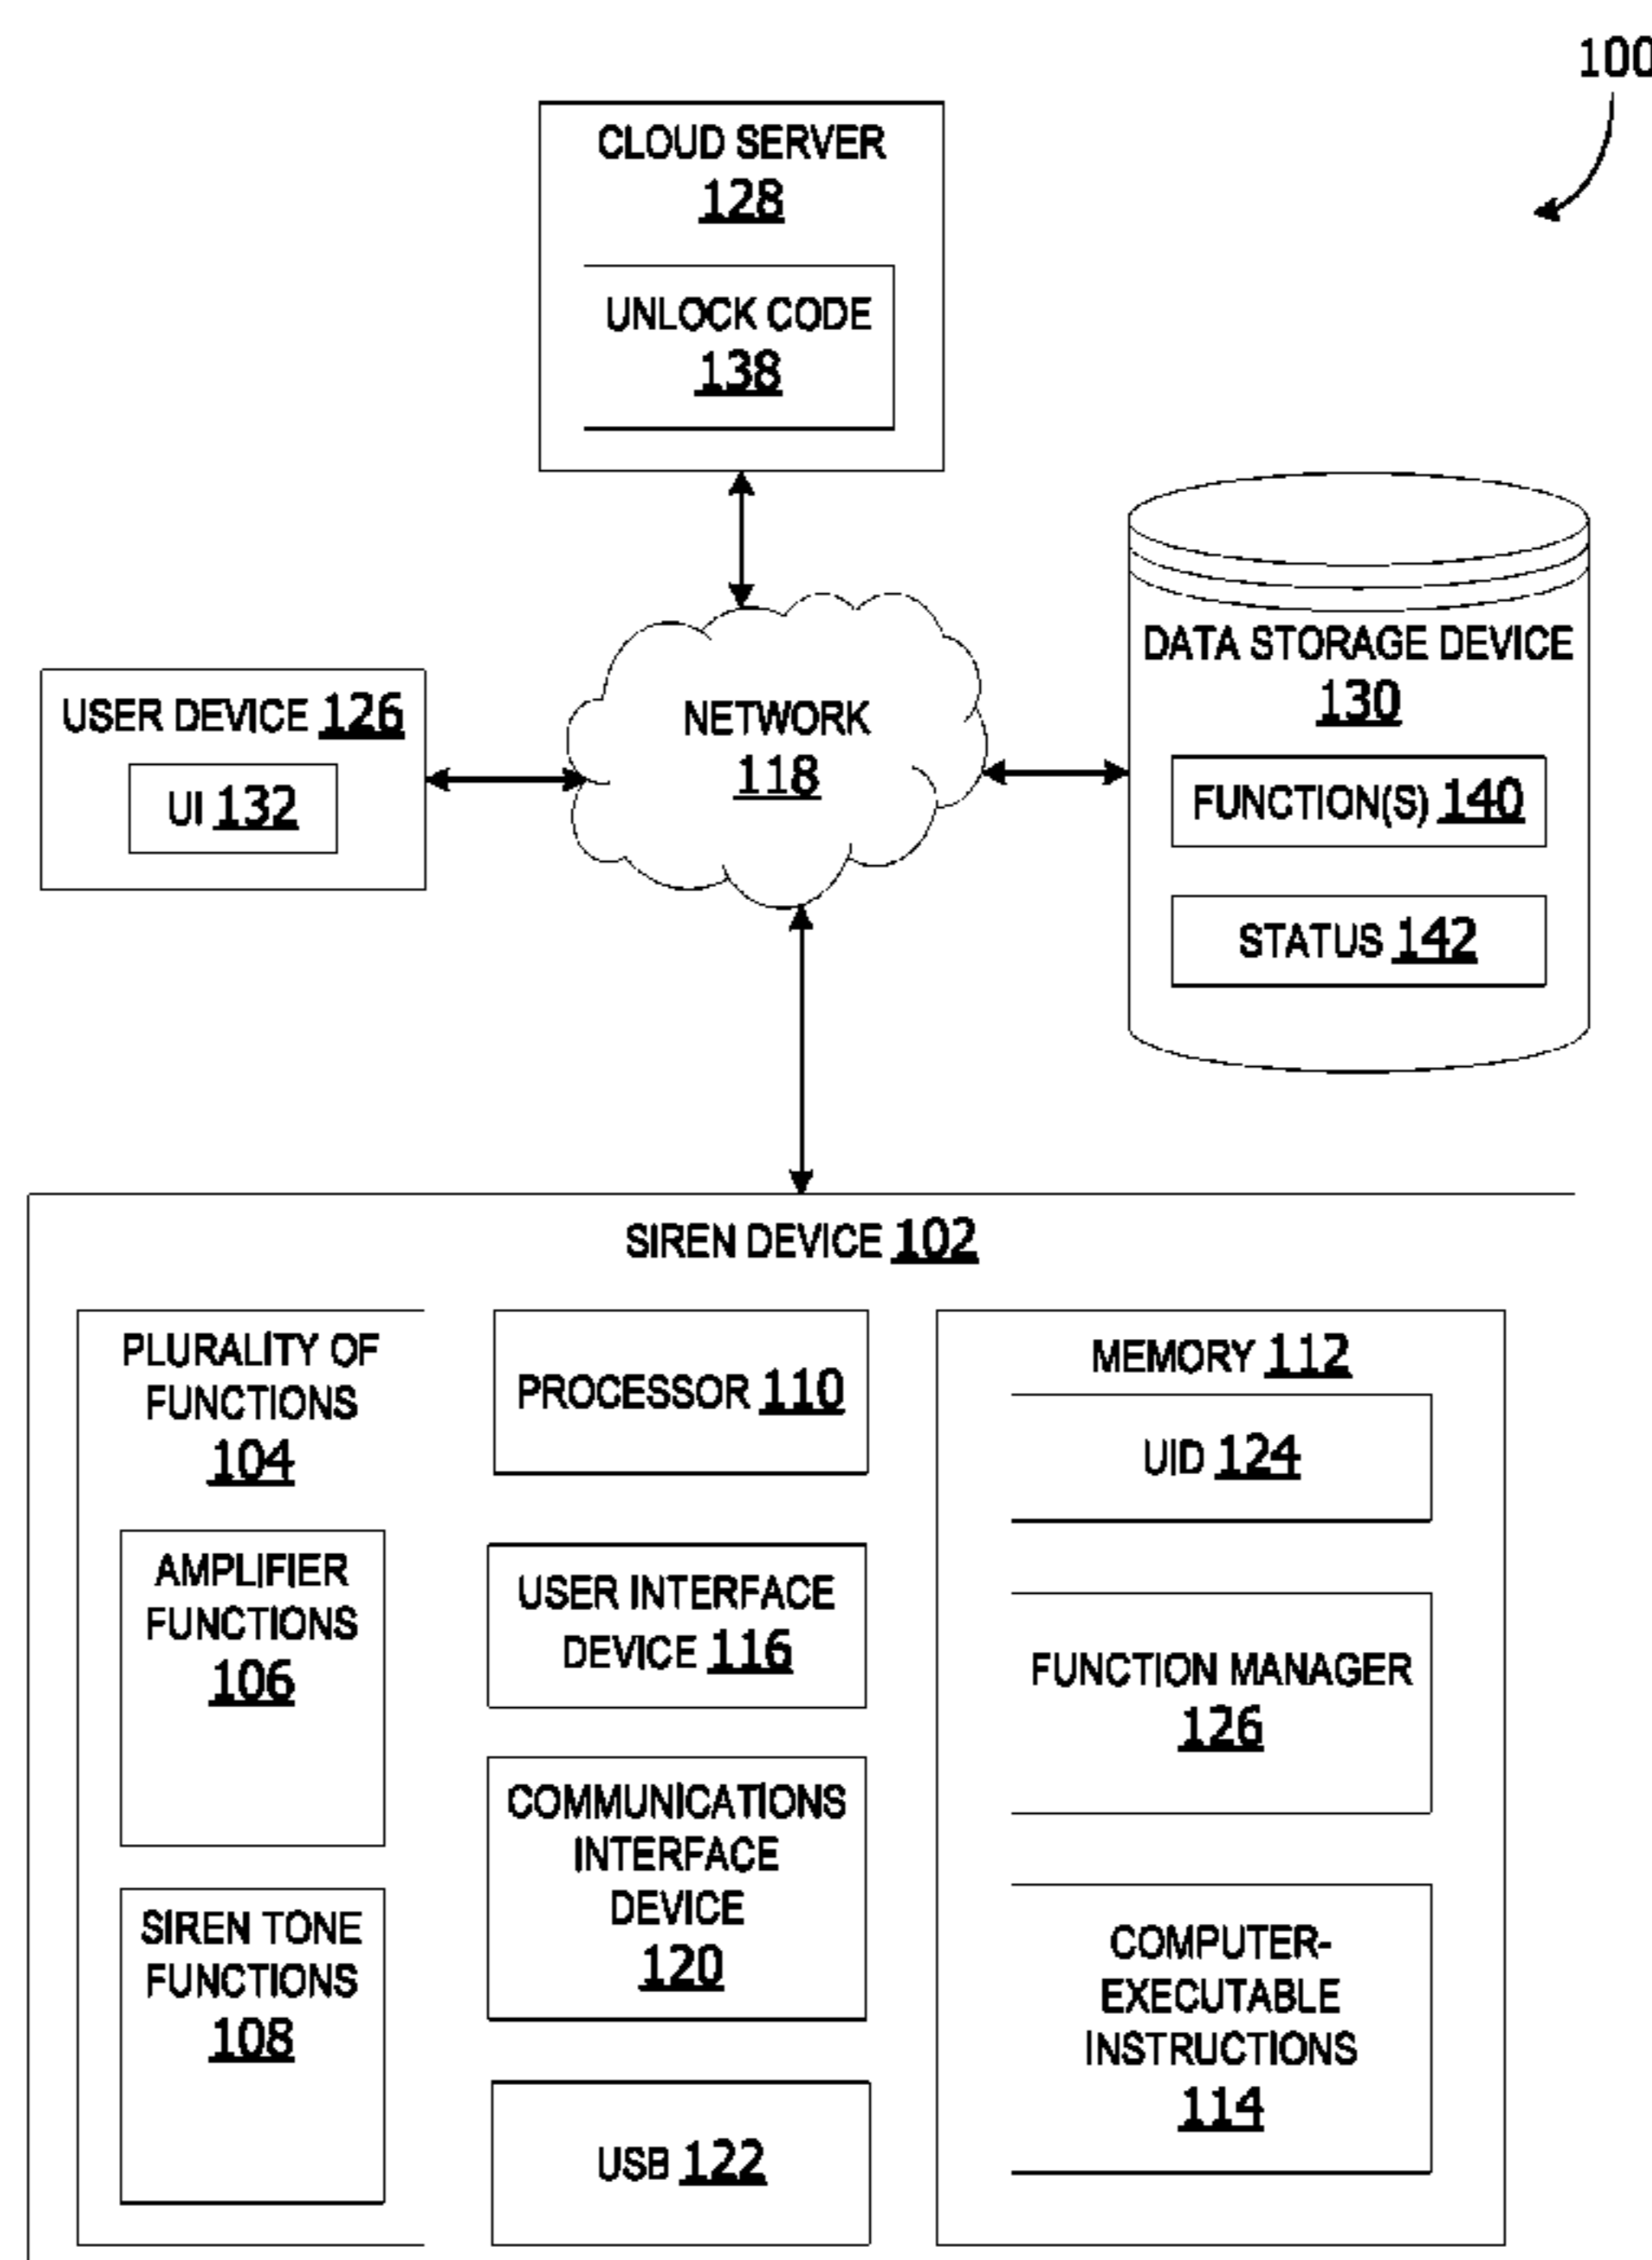 100
CLOUD SERVER
128
UNLOCK CODE
138
USER DEVICE 126
UI 132
NETWORK
118
DATA STORAGE DEVICE
130
FUNCTION(S) 140
STATUS 142
SIREN DEVICE 102
PLURALITY OF
FUNCTIONS
104
AMPLIFIER
FUNCTIONS
106
SIREN TONE
FUNCTIONS
108
PROCESSOR 110
USER INTERFACE
DEVICE 116
COMMUNICATIONS
INTERFACE
DEVICE
120
USB 122
MEMORY 112
UID 124
FUNCTION MANAGER
126
COMPUTER-
EXECUTABLE
INSTRUCTIONS
114